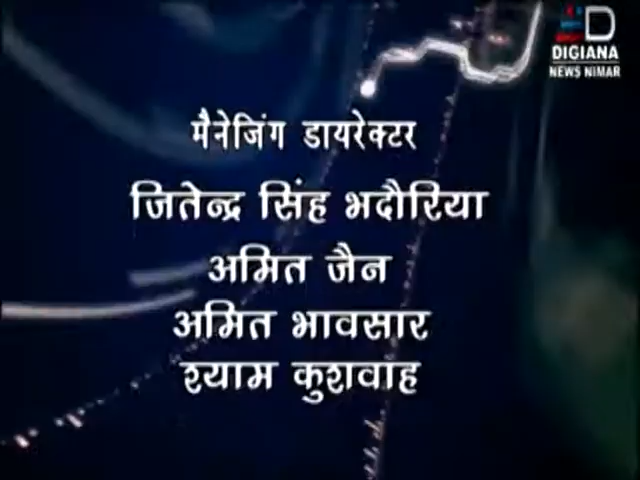 DIGIANA
NEWS NIMAR
मैनेजिंग डायरेक्टर
जितेन्द्र सिंह भदौरिया
अमित जैन
अमित भावसार
श्याम कुशवाह